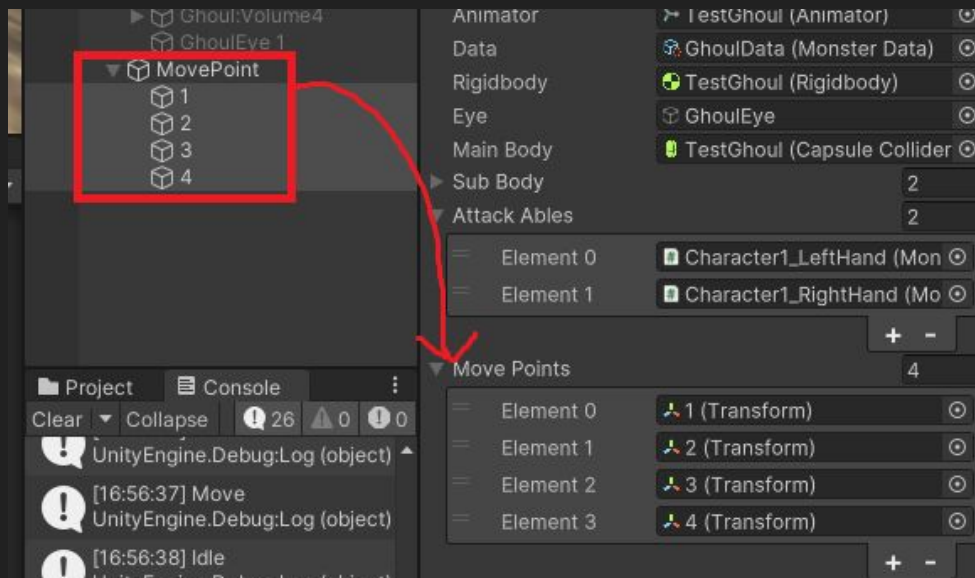 Ghoul:Volume4
GhoulEye 1
MovePoint
1
2
3
4
Animator
TestGhoul (Animator)
Data
GhoulData (Monster Data)
Rigidbody
TestGhoul (Rigidbody)
Eye
GhoulEye
Main Body
TestGhoul (Capsule Collider
Sub Body
2
Attack Ables
2
Element 0
Character1_LeftHand (Mon
Element 1
Character1_RightHand (Mo
+ -
Move Points
4
Element 0
1 (Transform)
Element 1
2 (Transform)
Element 2
3 (Transform)
Element 3
4 (Transform)
+ -
Project
Console
Clear
Collapse
26
0
0
UnityEngine.Debug:Log (object)
[16:56:37] Move
UnityEngine.Debug:Log (object)
[16:56:38] Idle